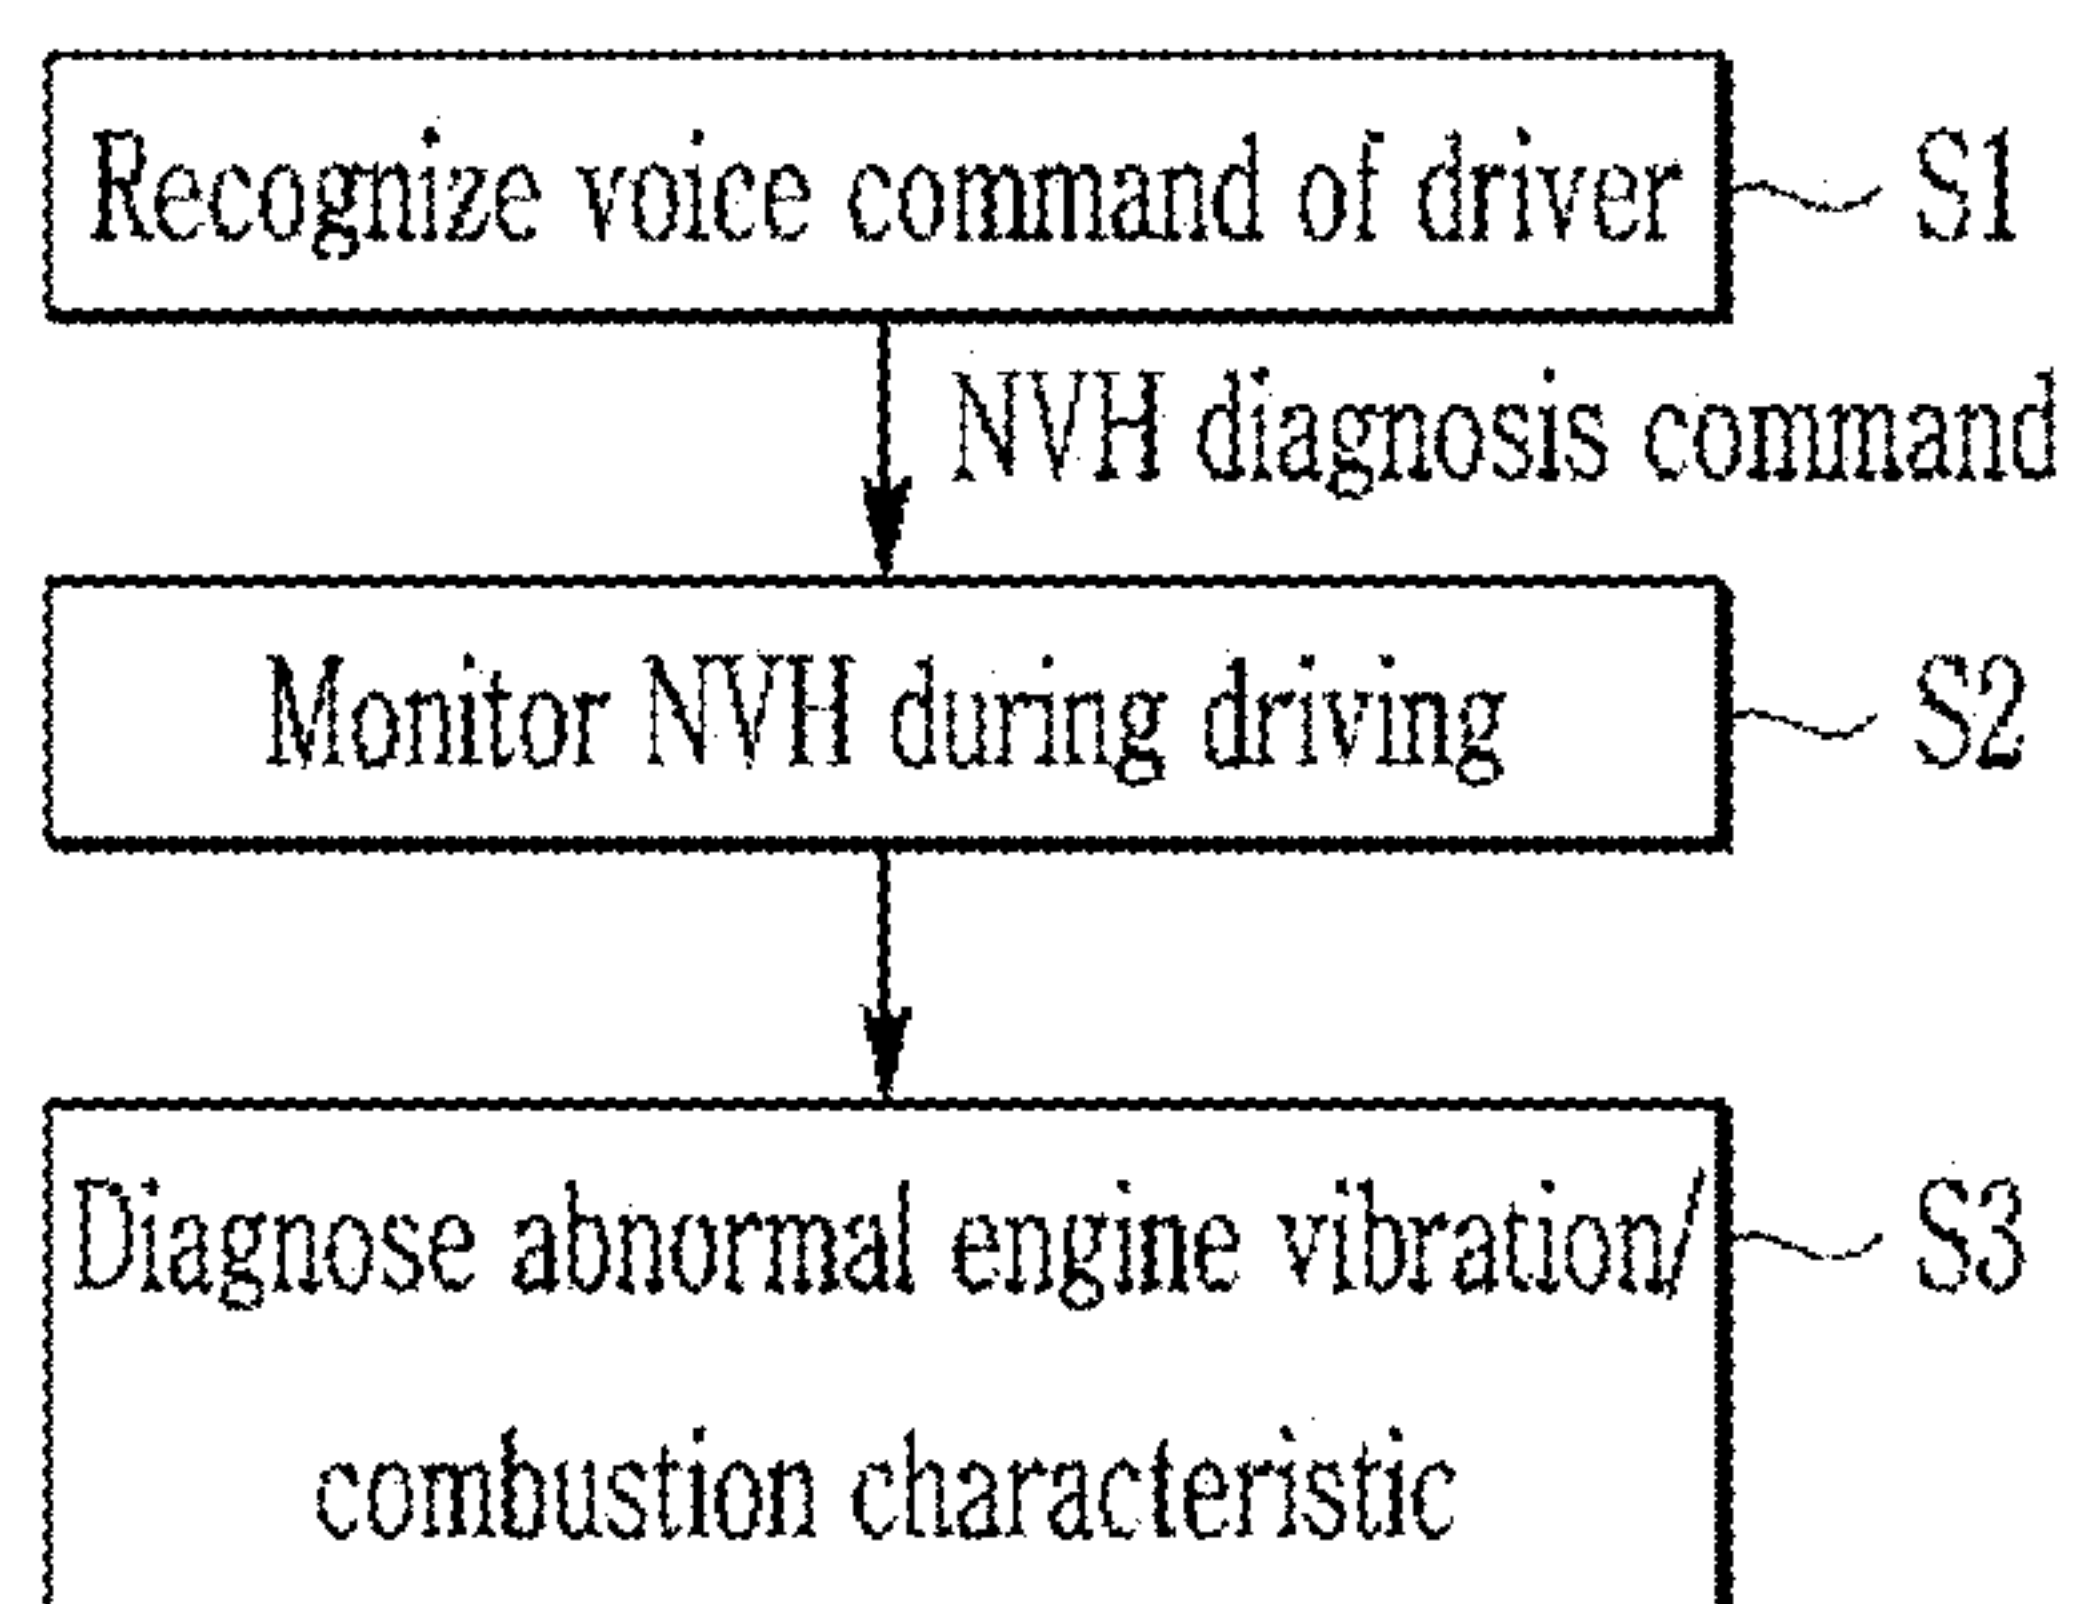 Recognize voice command of driver
S1
NVH diagnosis command
Monitor NVH during driving
S2
Diagnose abnormal engine vibration/
S3
combustion characteristic